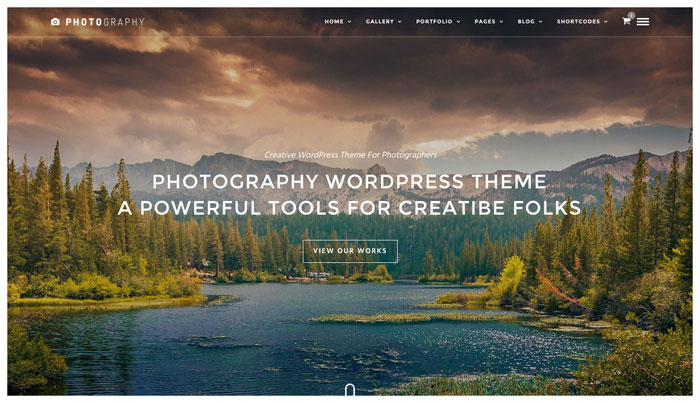 PHOTOGRAPHY
HOME GALLERY PORTFOLIO PAGES BLOG SHORTCODES
Creative WordPress Theme For Photographers
PHOTOGRAPHY WORDPRESS THEME
A POWERFUL TOOLS FOR CREATIBE FOLKS
VIEW OUR WORKS